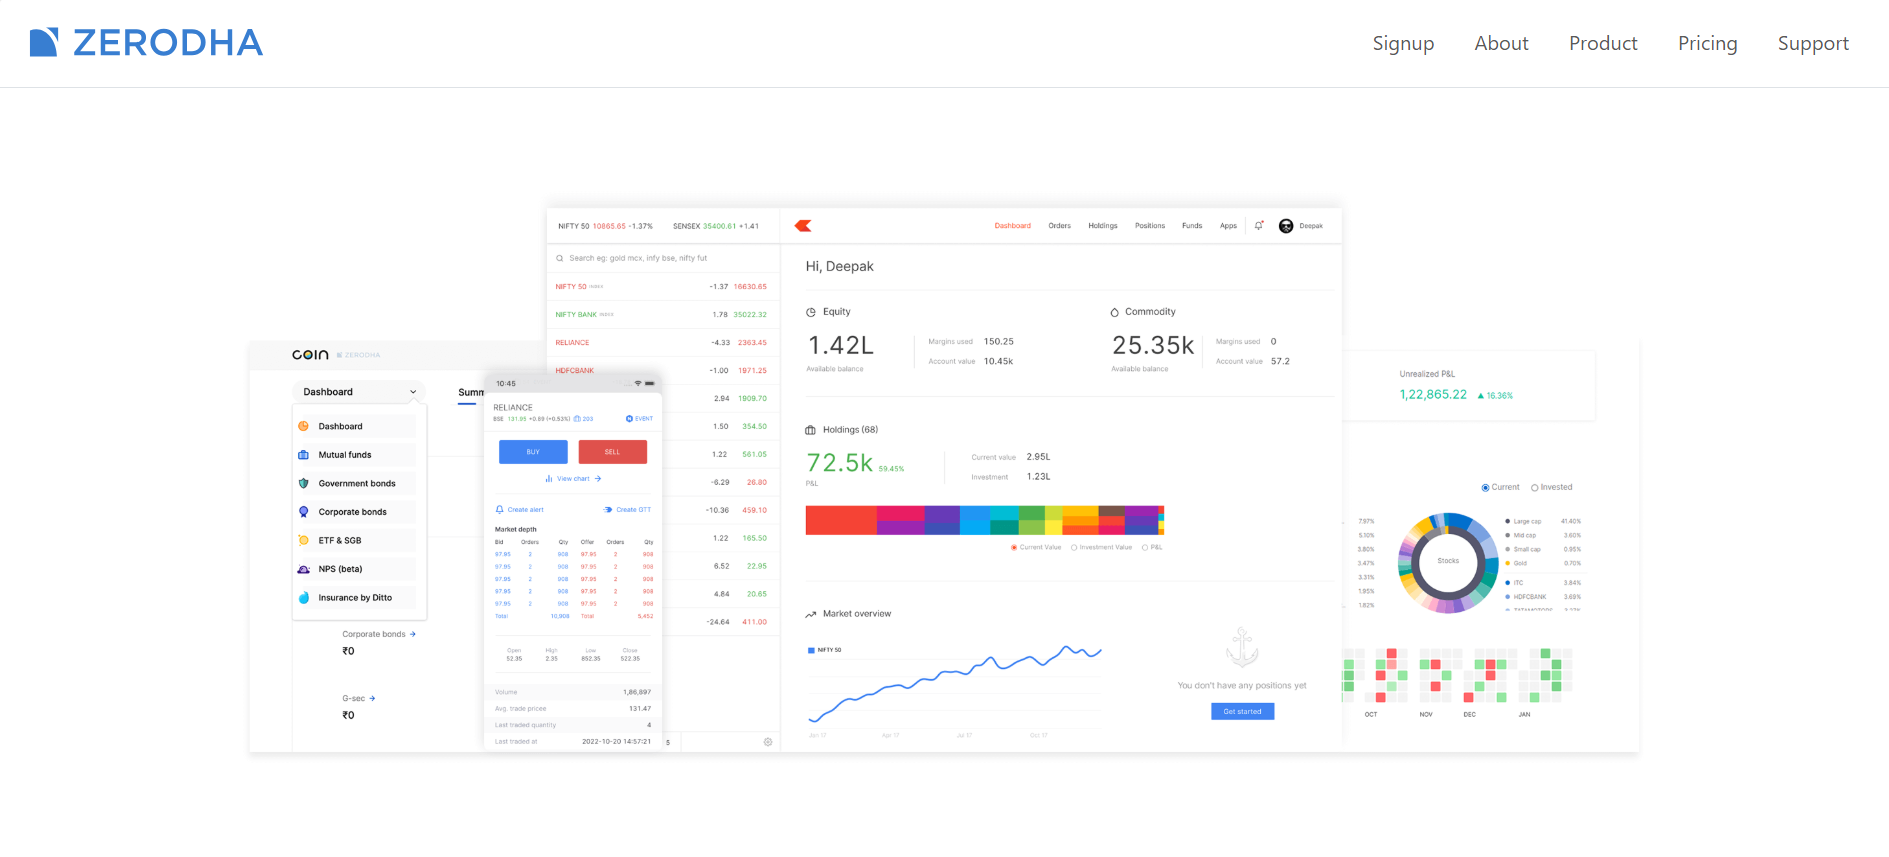 ZERODHA
Signup About Product Pricing Support
NIFTY 50 10865.65 -1.37% SENSEX 35400.61 +1.41
Dashboard Orders Holdings Positions Funds Apps Deepak
Search eg: gold mcx, infy bse, nifty fut
NIFTY 50 INDEX -1.37 16630.65
NIFTY BANK INDEX 1.78 35022.32
RELIANCE -4.33 2363.45
HDFCBANK -1.00 1971.25
2.94 1909.70
1.50 354.50
1.22 561.05
-6.29 26.80
-10.36 459.10
1.22 165.50
6.52 22.95
4.84 20.65
-24.64 411.00
5
Hi, Deepak
Equity
1.42L
Available balance
Margins used 150.25
Account value 10.45k
Commodity
25.35k
Available balance
Margins used 0
Account value 57.2
Holdings (68)
72.5k 59.45%
P&L
Current value 2.95L
Investment 1.23L
Current Value Investment Value P&L
Market overview
NIFTY 50
Jan 17 Apr 17 Jul 17 Oct 17
You don't have any positions yet
Get started
coin ZERODHA
Dashboard
Summ
Dashboard
Mutual funds
Government bonds
Corporate bonds
ETF & SGB
NPS (beta)
Insurance by Ditto
Corporate bonds
₹0
G-sec
₹0
10:45
RELIANCE
BSE 131.95 +0.69 (+0.53%) 203 EVENT
BUY SELL
View chart
Create alert Create GTT
Market depth
Bid Orders Qty Offer Orders Qty
97.95 2 908 97.95 2 908
97.95 2 908 97.95 2 908
97.95 2 908 97.95 2 908
97.95 2 908 97.95 2 908
97.95 2 908 97.95 2 908
Total 10,909 Total 5,452
Open High Low Close
52.35 2.35 852.35 522.35
Volume 1,86,897
Avg. trade pricee 131.47
Last traded quantity 4
Last traded at 2022-10-20 14:57:21
Unrealized P&L
1,22,865.22 16.36%
Current Invested
7.97%
5.10%
3.80%
3.47%
3.31%
1.95%
1.82%
Stocks
Large cap 41.40%
Mid cap 3.60%
Small cap 0.95%
Gold 0.70%
ITC 3.84%
HDFCBANK 3.69%
OCT NOV DEC JAN